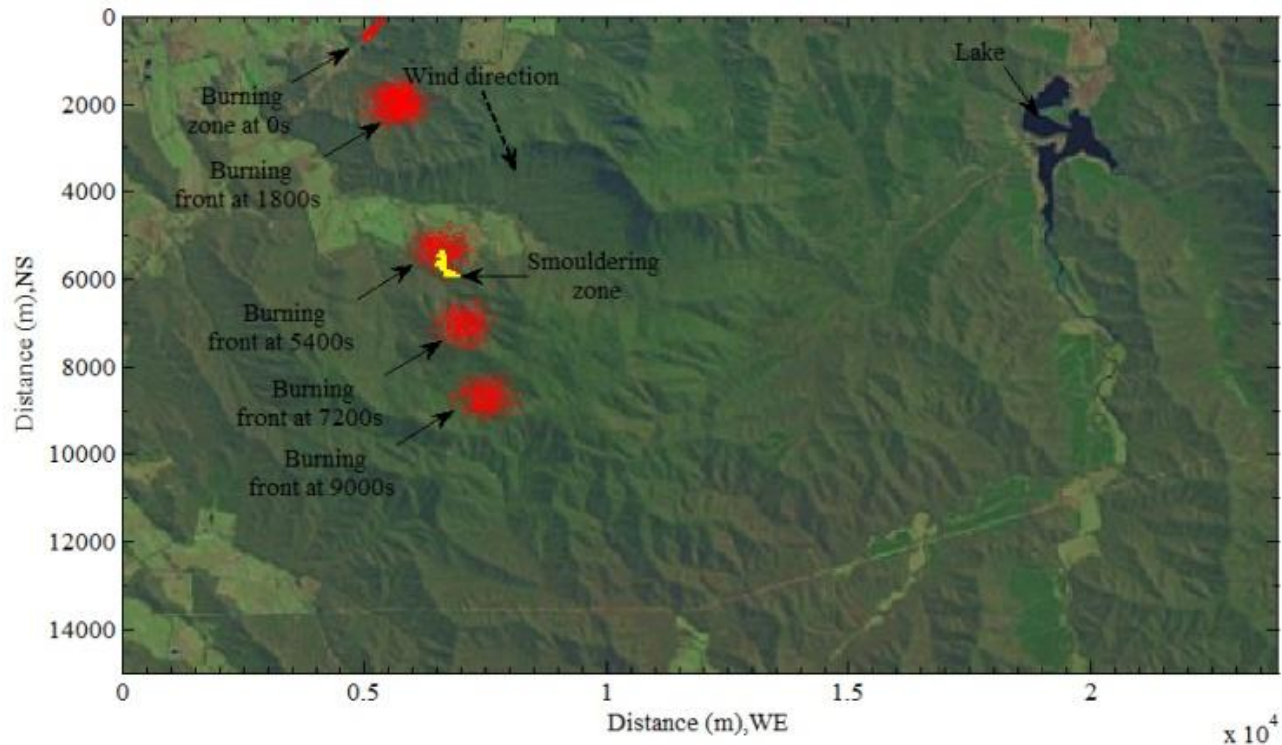 0
2000
4000
6000
8000
10000
12000
14000
Distance (m),NS
Burning
zone at 0s
Wind direction
Lake
Burning
front at 1800s
Smouldering
zone
Burning
front at 5400s
Burning
front at 7200s
Burning
front at 9000s
0
0.5
1
1.5
2
Distance (m),WE
x 10^4